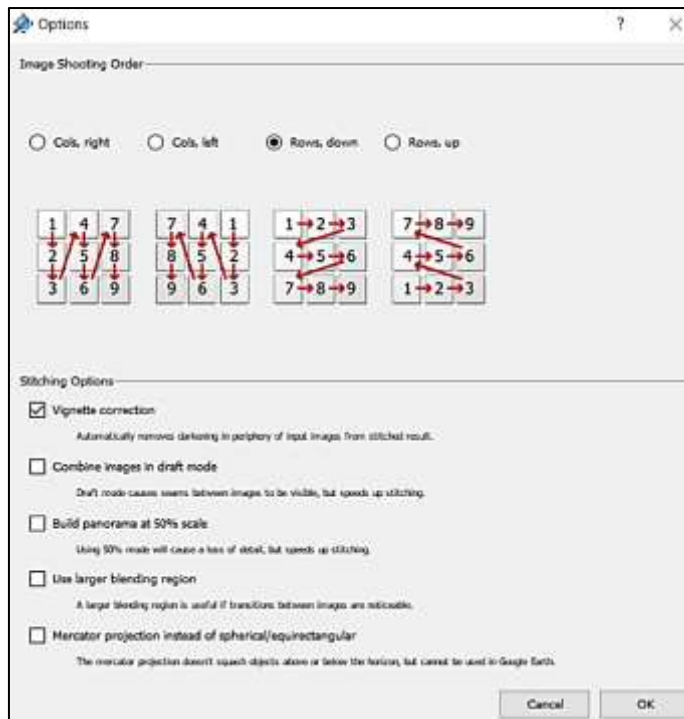 Options
?
Image Shooting Order
Cols, right
Cols, left
Rows, down
Rows, up
1 4 7
2 5 8
3 6 9
7 4 1
8 5 2
9 6 3
1 2 3
4 5 6
7 8 9
7 8 9
4 5 6
1 2 3
Stitching Options
Vignette correction
Automatically removes darkening in periphery of input images from stitched result.
Combine images in draft mode
Draft mode causes seams between images to be visible, but speeds up stitching.
Build panorama at 50% scale
Using 50% mode will cause a loss of detail, but speeds up stitching.
Use larger blending region
A larger blending region is useful if transitions between images are noticeable.
Mercator projection instead of spherical/equirectangular
The mercator projection doesn't squash objects above or below the horizon, but cannot be used in Google Earth.
Cancel
OK